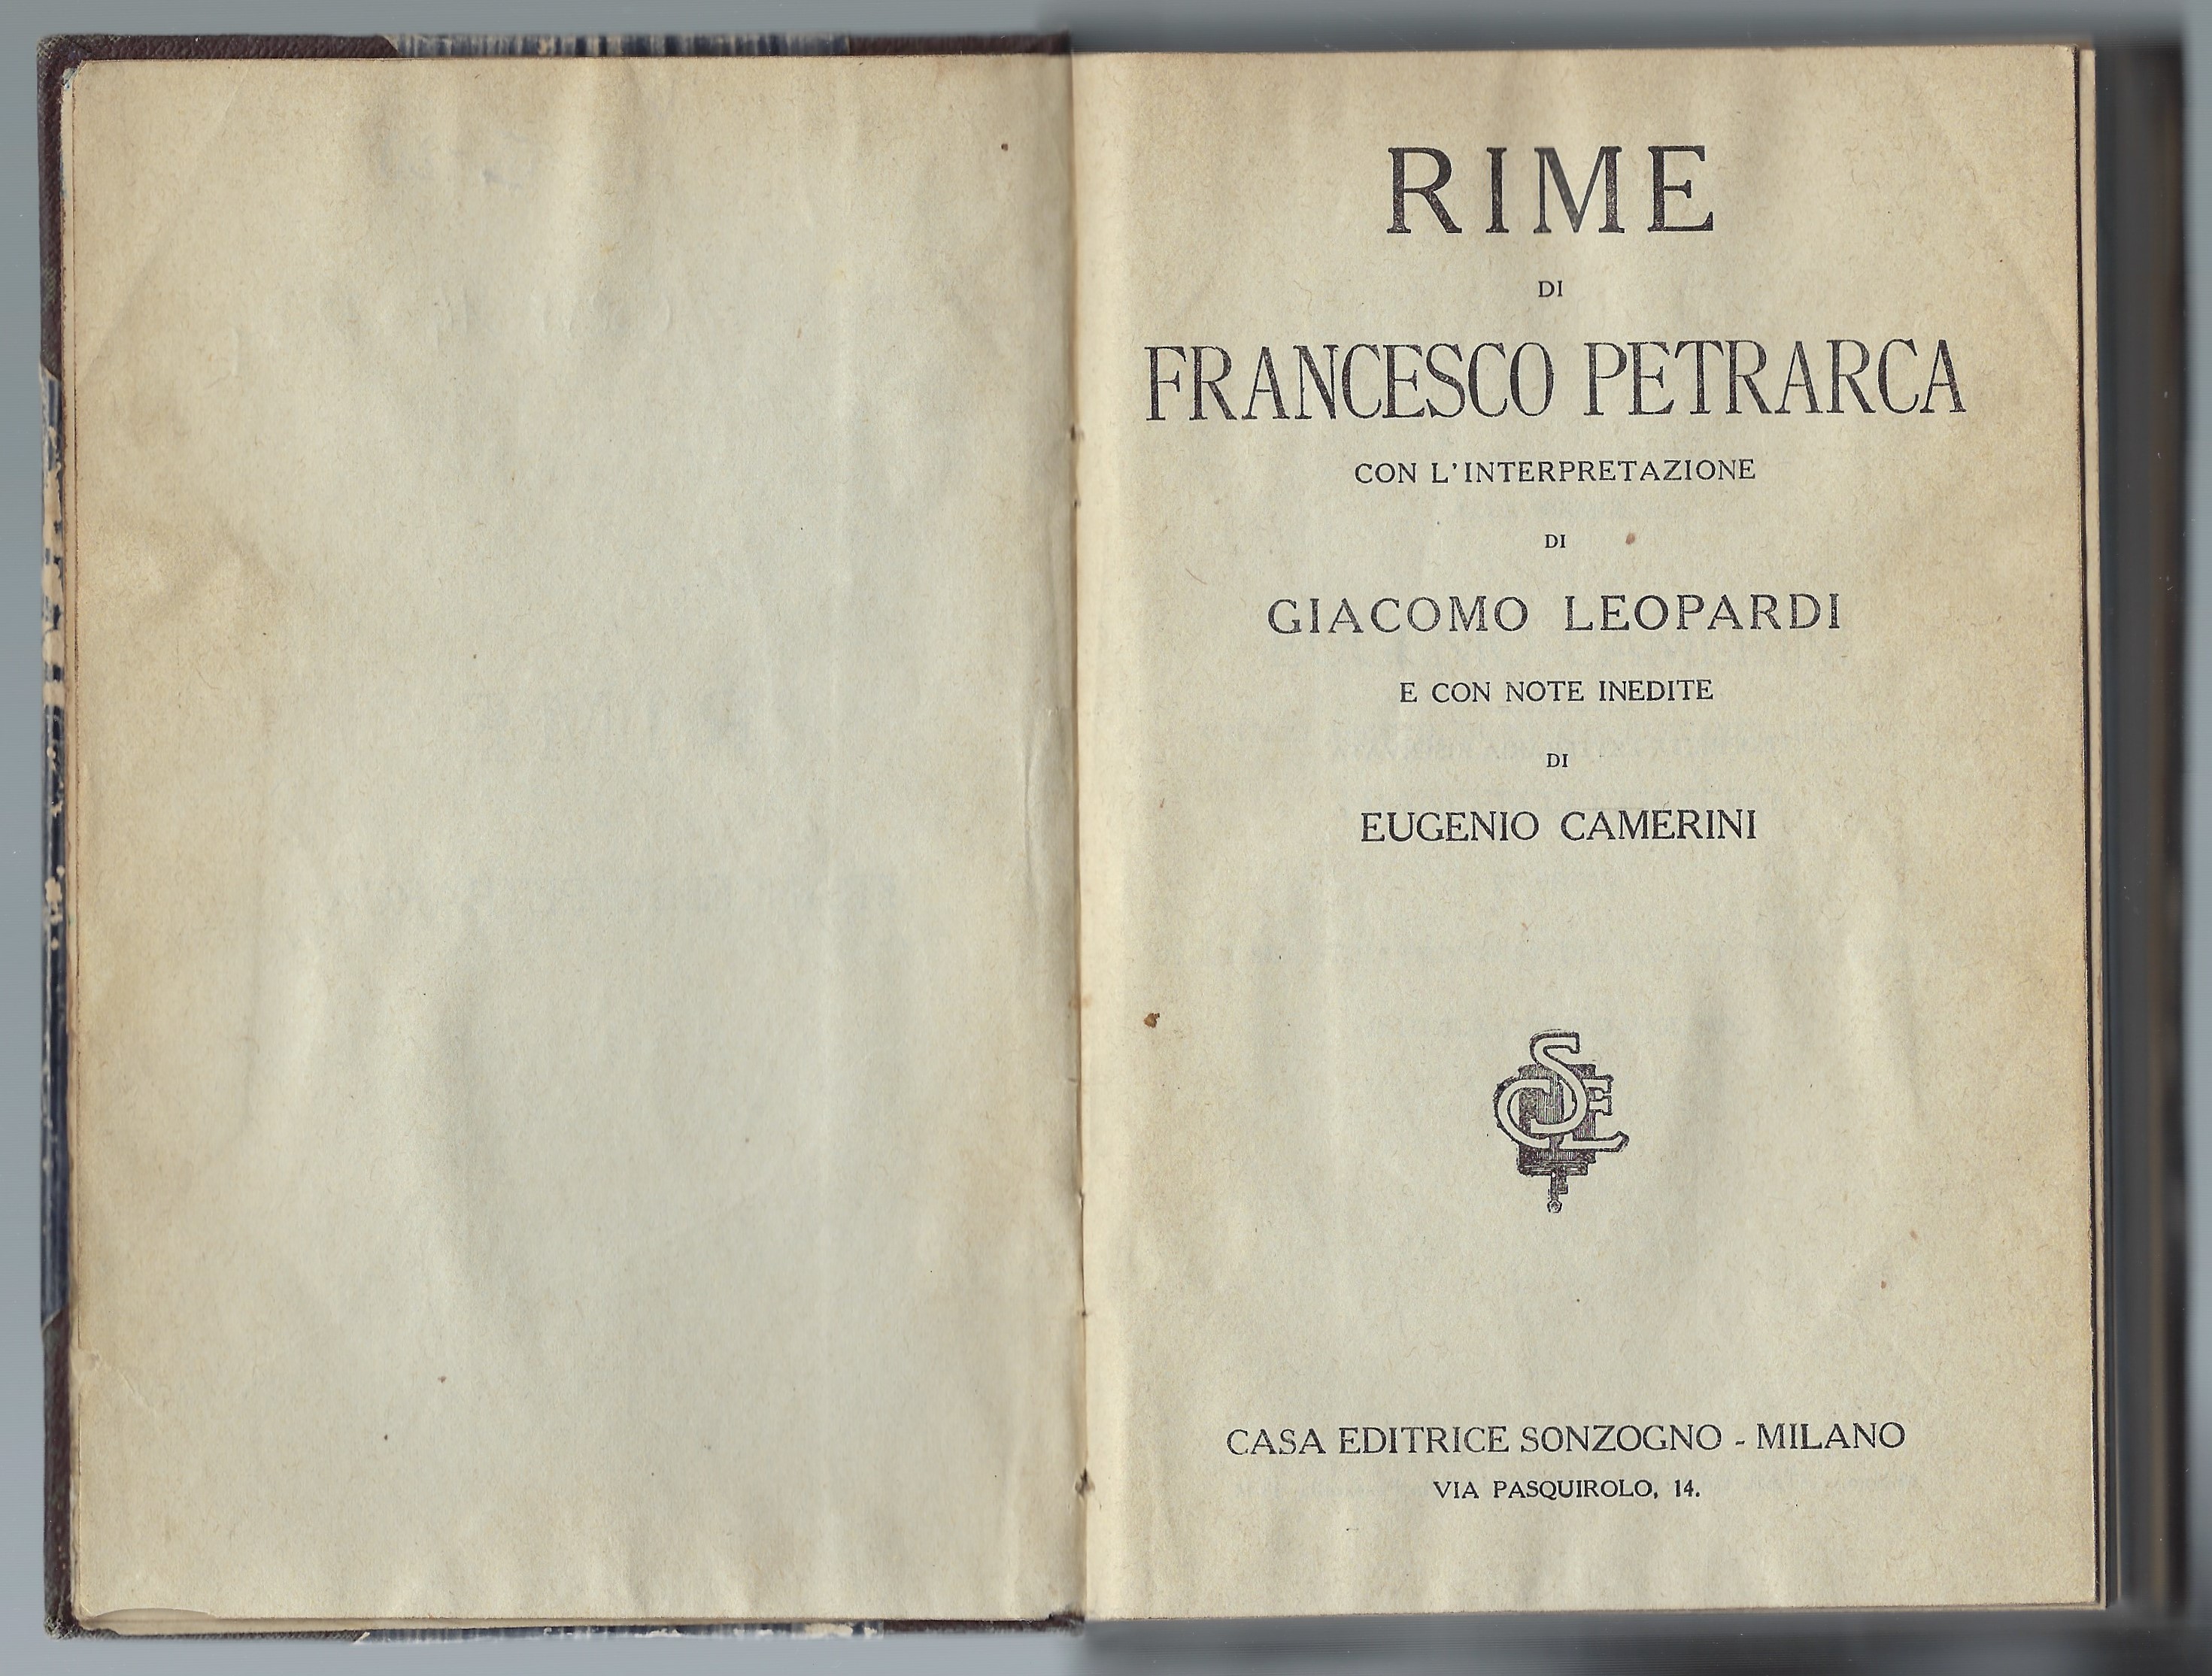 RIME
DI
FRANCESCO PETRARCA
CON L'INTERPRETAZIONE
DI
GIACOMO LEOPARDI
E CON NOTE INEDITE
DI
EUGENIO CAMERINI
SCE
CASA EDITRICE SONZOGNO - MILANO
VIA PASQUIROLO, 14.